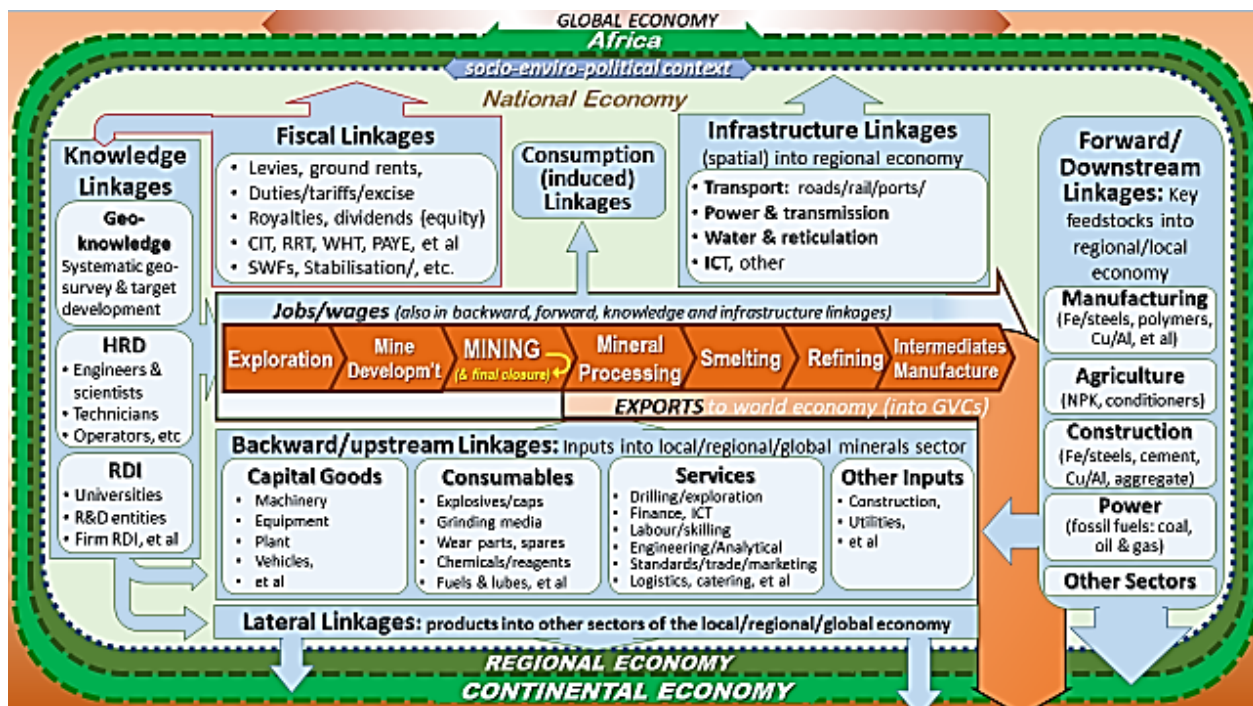 GLOBAL ECONOMY
Africa
socio-enviro-political context
National Economy
Knowledge
Linkages
Geo-
knowledge
Systematic geo-
survey & target
development
HRD
• Engineers &
scientists
• Technicians
• Operators, etc
RDI
• Universities
• R&D entities
• Firm RDI, et al
Fiscal Linkages
• Levies, ground rents,
• Duties/tariffs/excise
• Royalties, dividends (equity)
• CIT, RRT, WHT, PAYE, et al
• SWFs, Stabilisation/, etc.
Consumption
(induced)
Linkages
Infrastructure Linkages
(spatial) into regional economy
• Transport: roads/rail/ports/
• Power & transmission
• Water & reticulation
• ICT, other
Forward/
Downstream
Linkages: Key
feedstocks into
regional/local
economy
Manufacturing
(Fe/steels, polymers,
Cu/Al, et al)
Agriculture
(NPK, conditioners)
Construction
(Fe/steels, cement,
Cu/Al, aggregate)
Power
(fossil fuels: coal,
oil & gas)
Other Sectors
Jobs/wages (also in backward, forward, knowledge and infrastructure linkages)
Exploration
Mine
Developm't
MINING
(& final closure)
Mineral
Processing
Smelting
Refining
Intermediates
Manufacture
EXPORTS to world economy (into GVCs)
Backward/upstream Linkages: Inputs into local/regional/global minerals sector
Capital Goods
• Machinery
• Equipment
• Plant
• Vehicles,
• et al
Consumables
• Explosives/caps
• Grinding media
• Wear parts, spares
• Chemicals/reagents
• Fuels & lubes, et al
Services
• Drilling/exploration
• Finance, ICT
• Labour/skilling
• Engineering/Analytical
• Standards/trade/marketing
• Logistics, catering, et al
Other Inputs
• Construction,
• Utilities,
• et al
Lateral Linkages: products into other sectors of the local/regional/global economy
REGIONAL ECONOMY
CONTINENTAL ECONOMY